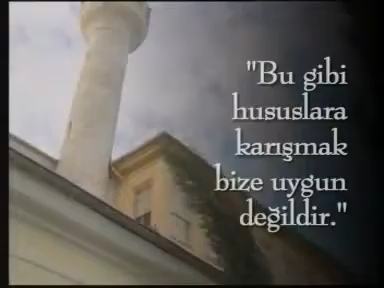 "Bu gibi
hususlara
karışmak
bize uygun
değildir."